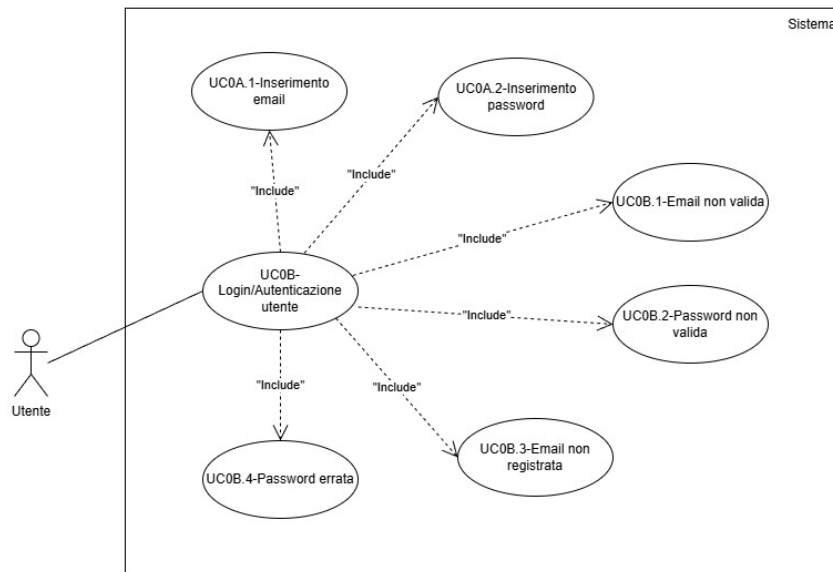 Sistema
UC0A.1-Inserimento
email
UC0A.2-Inserimento
password
"Include"
"Include"
UC0B.1-Email non valida
"Include"
UC0B-
Login/Autenticazione
utente
"Include"
UC0B.2-Password non
valida
Utente
"Include"
"Include"
UC0B.3-Email non
registrata
UC0B.4-Password errata